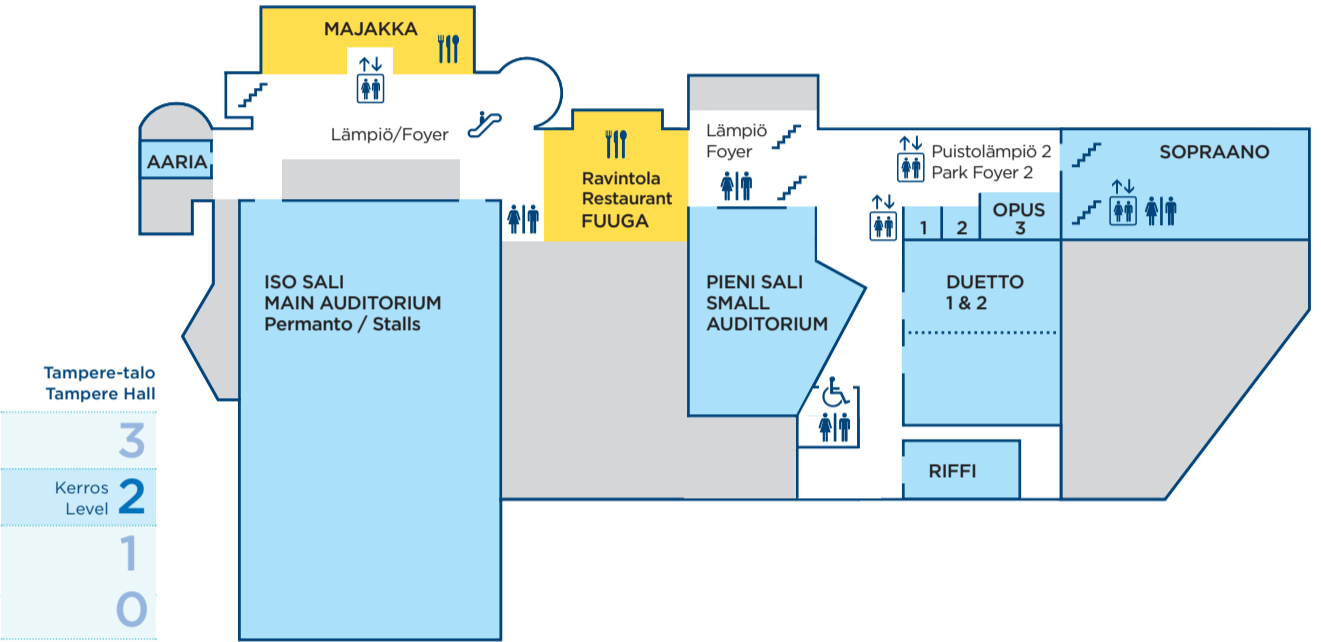 MAJAKKA
Lämpiö/Foyer
AARIA
Ravintola
Restaurant
FUUGA
Lämpiö
Foyer
Puistolämpiö 2
Park Foyer 2
SOPRAANO
1
2
OPUS
3
ISO SALI
MAIN AUDITORIUM
Permanto / Stalls
PIENI SALI
SMALL
AUDITORIUM
DUETTO
1 & 2
RIFFI
Tampere-talo
Tampere Hall
3
Kerros
Level
2
1
0